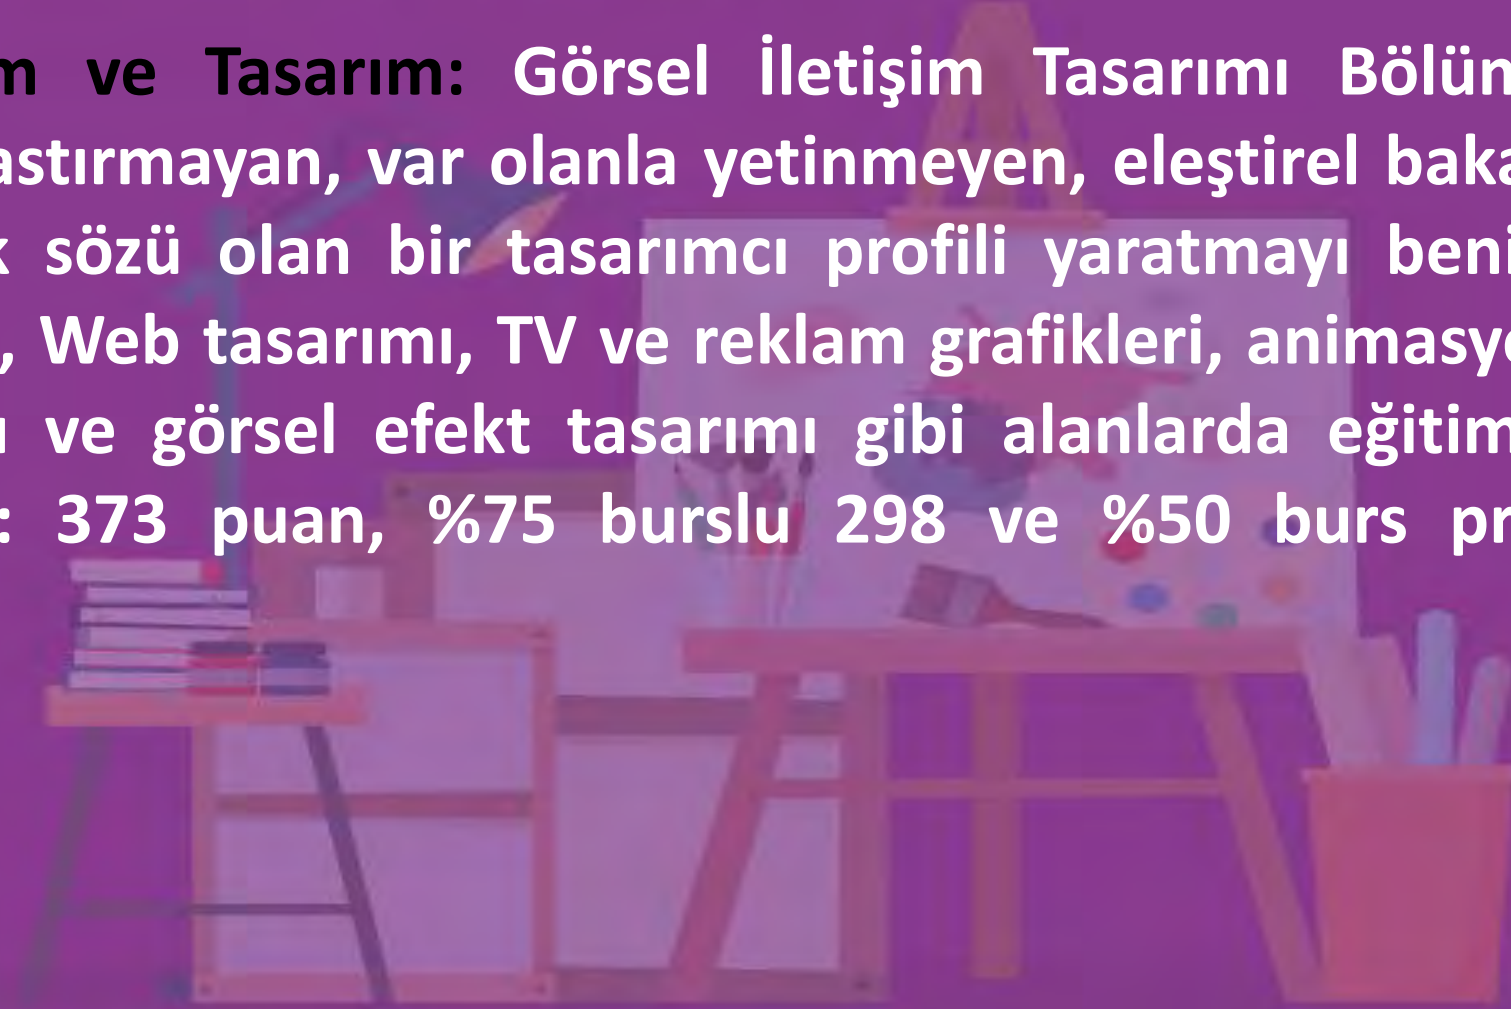 m ve Tasarım: Görsel İletişim Tasarımı Bölün
astırmayan, var olanla yetinmeyen, eleştirel baka
k sözü olan bir tasarımcı profili yaratmayı beni
, Web tasarımı, TV ve reklam grafikleri, animasyo
ı ve görsel efekt tasarımı gibi alanlarda eğitim
: 373 puan, %75 burslu 298 ve %50 burs pr